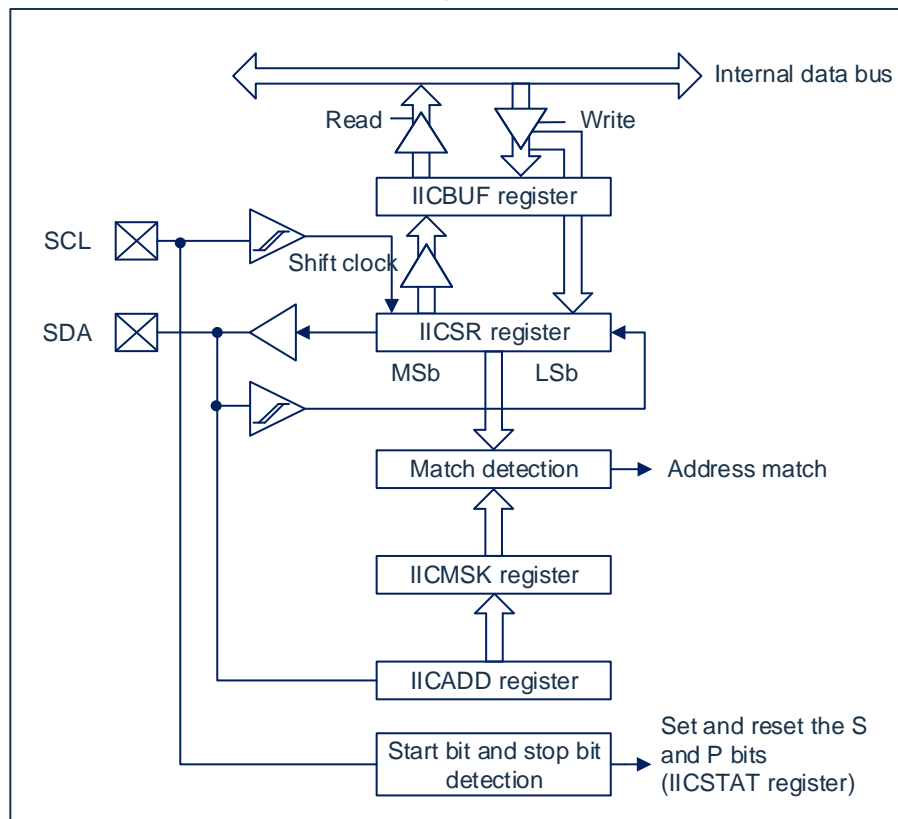 Internal data bus
Read
Write
IICBUF register
SCL
Shift clock
SDA
IICSR register
MSb
LSb
Match detection
Address match
IICMSK register
IICADD register
Start bit and stop bit
detection
Set and reset the S
and P bits
(IICSTAT register)